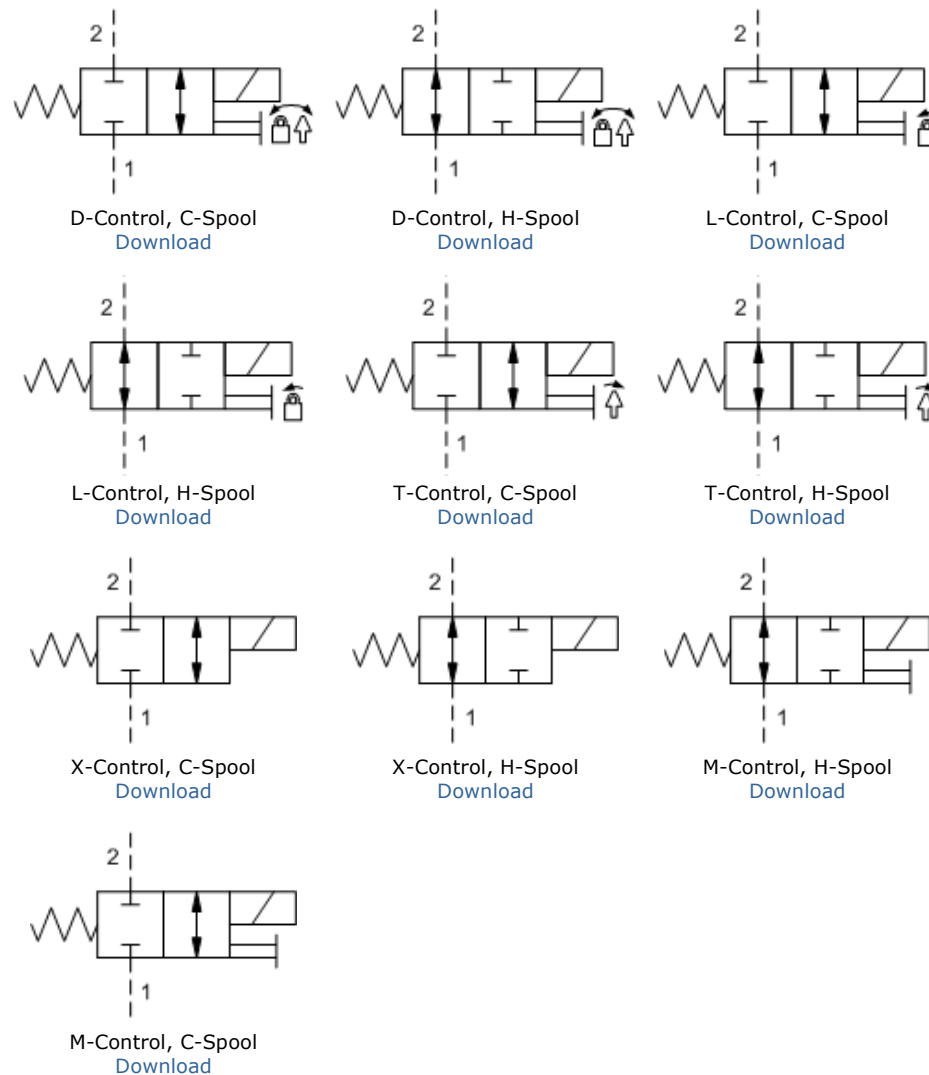 2
2
2
1
1
1
D-Control, C-Spool
D-Control, H-Spool
L-Control, C-Spool
Download
Download
Download
2
2
2
1
1
1
L-Control, H-Spool
T-Control, C-Spool
T-Control, H-Spool
Download
Download
Download
2
2
2
1
1
1
X-Control, C-Spool
X-Control, H-Spool
M-Control, H-Spool
Download
Download
Download
2
1
M-Control, C-Spool
Download